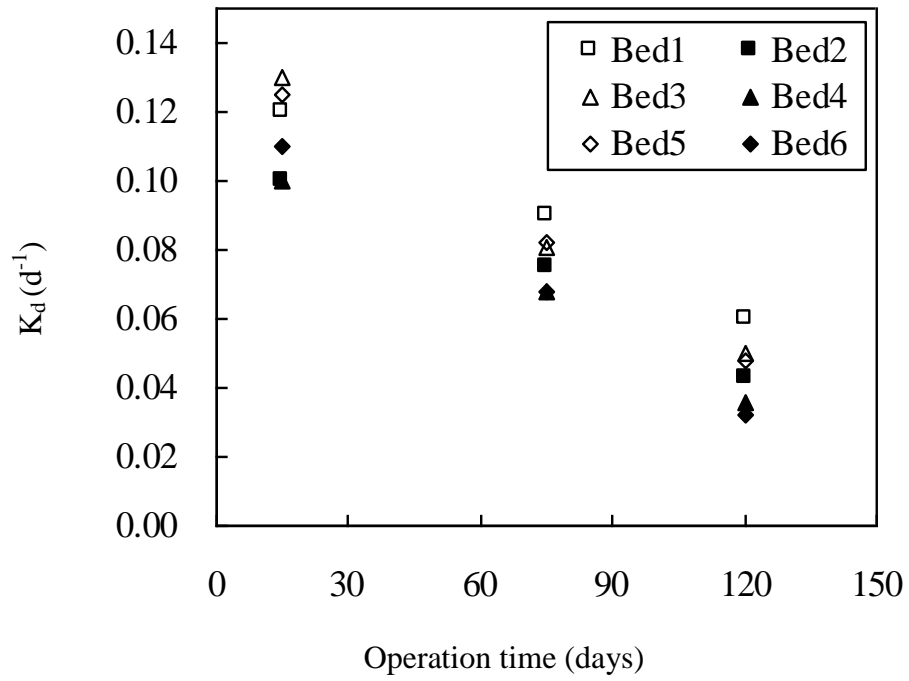 0.14
0.12
0.10
0.08
0.06
0.04
0.02
0.00
K_d (d^-1)
Bed1 Bed2
Bed3 Bed4
Bed5 Bed6
0 30 60 90 120 150
Operation time (days)